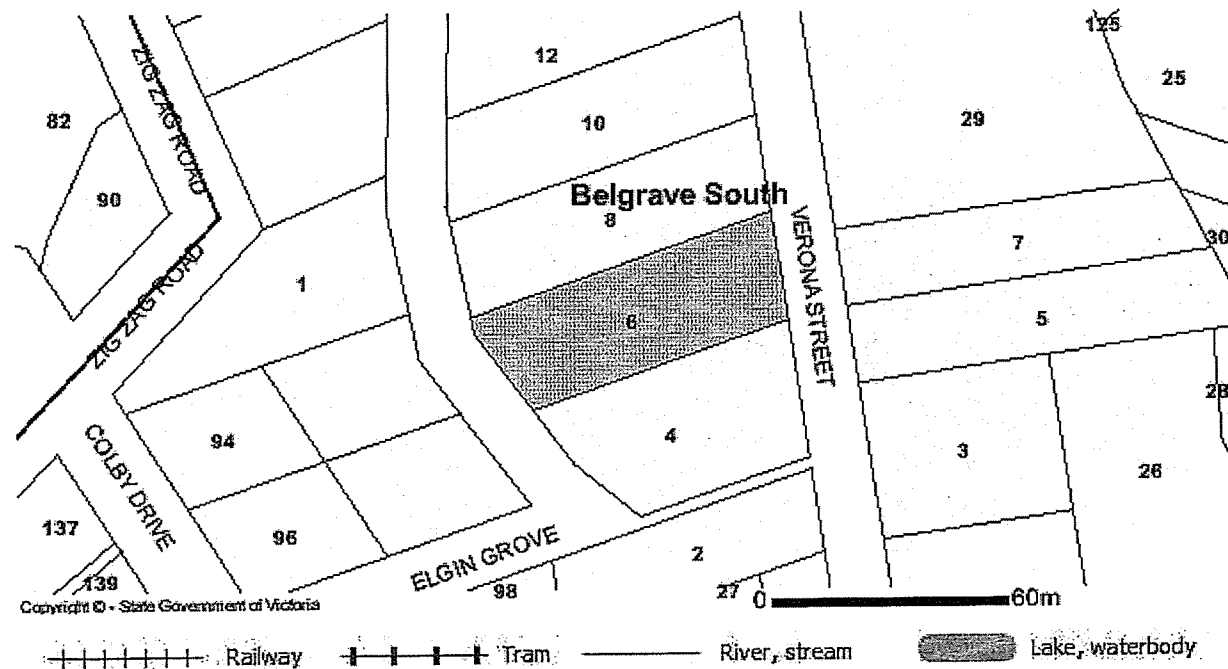 125
12
25
82
10
29
ZIG ZAG ROAD
90
Belgrave South
8
7
30
VERONA STREET
1
ZIG ZAG ROAD
6
5
28
94
4
3
26
COLBY DRIVE
137
96
ELGIN GROVE
2
139
98
27
0 60m
Copyright © - State Government of Victoria
Railway Tram River, stream Lake, waterbody